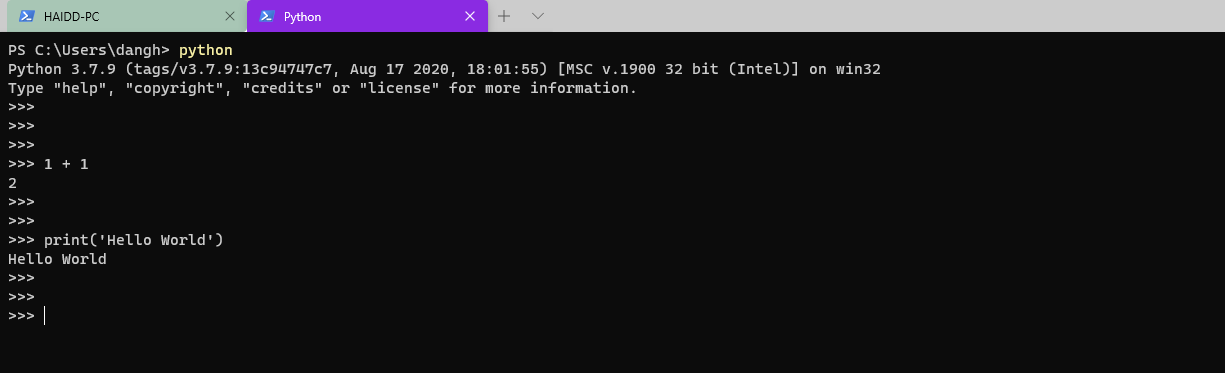 HAIDD-PC
Python
PS C:\Users\dangh> python
Python 3.7.9 (tags/v3.7.9:13c94747c7, Aug 17 2020, 18:01:55) [MSC v.1900 32 bit (Intel)] on win32
Type "help", "copyright", "credits" or "license" for more information.
>>>
>>>
>>>
>>> 1 + 1
2
>>>
>>>
>>> print('Hello World')
Hello World
>>>
>>>
>>>